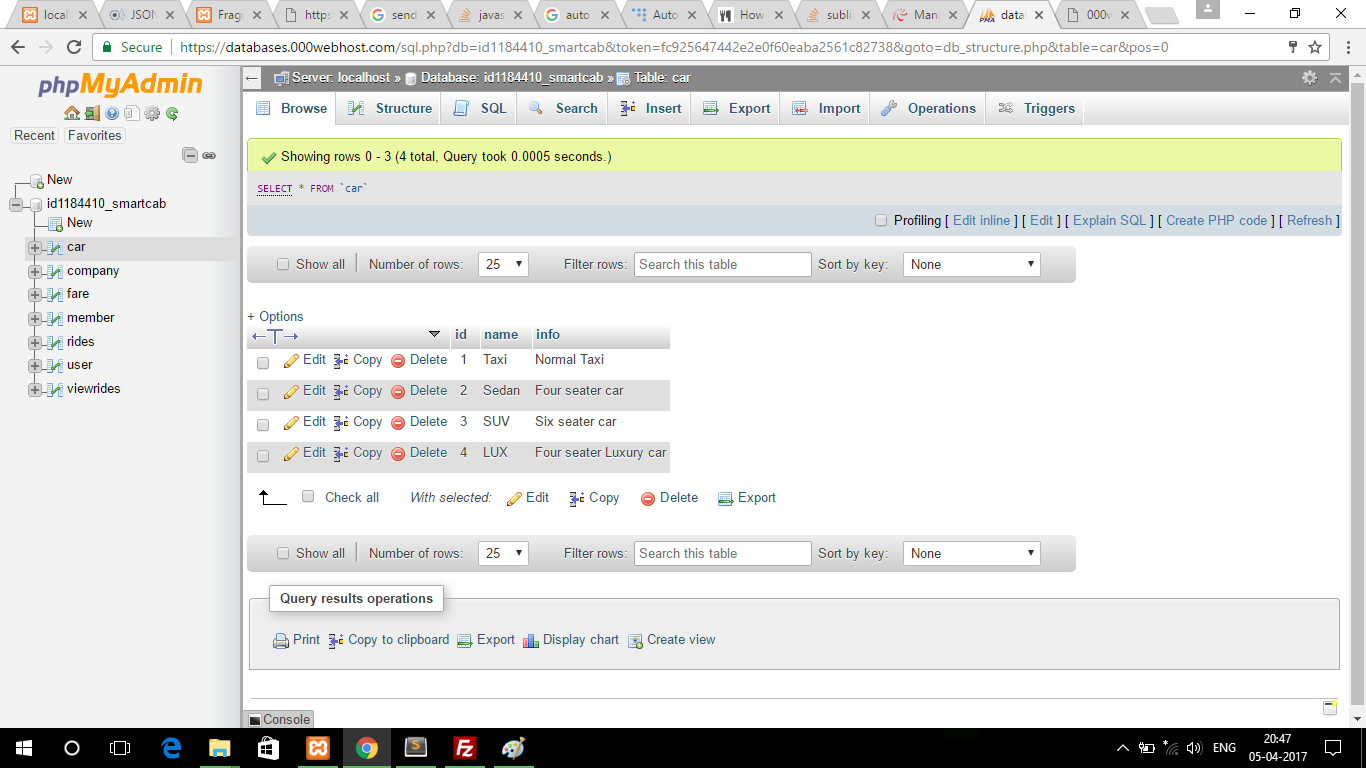 local
JSON
Frag
https
send
javas
auto
Auto
How
subli
Mana
datal
000w
Secure
https://databases.000webhost.com/sql.php?db=id1184410_smartcab&token=fc925647442e2e0f60eaba2561c82738&goto=db_structure.php&table=car&pos=0
phpMyAdmin
Recent Favorites
New
id1184410_smartcab
New
car
company
fare
member
rides
user
viewrides
Server: localhost » Database: id1184410_smartcab » Table: car
Browse Structure SQL Search Insert Export Import Operations Triggers
Showing rows 0 - 3 (4 total, Query took 0.0005 seconds.)
SELECT * FROM `car`
Profiling [ Edit inline ] [ Edit ] [ Explain SQL ] [ Create PHP code ] [ Refresh ]
Show all Number of rows: 25 Filter rows: Search this table Sort by key: None
+ Options
id name info
Edit Copy Delete 1 Taxi Normal Taxi
Edit Copy Delete 2 Sedan Four seater car
Edit Copy Delete 3 SUV Six seater car
Edit Copy Delete 4 LUX Four seater Luxury car
Check all With selected: Edit Copy Delete Export
Show all Number of rows: 25 Filter rows: Search this table Sort by key: None
Query results operations
Print Copy to clipboard Export Display chart Create view
Console
ENG
20:47
05-04-2017